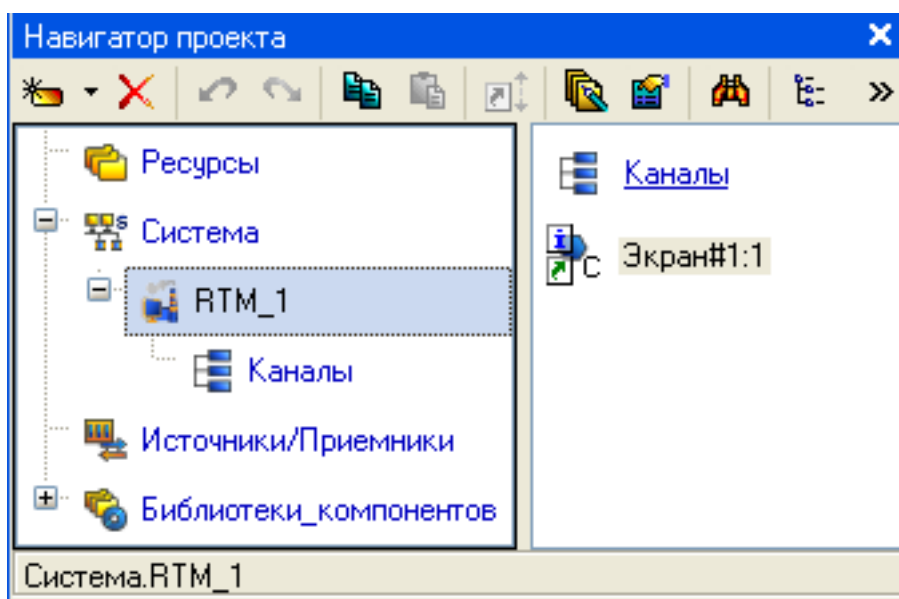 Навигатор проекта
Ресурсы
Система
RTM_1
Каналы
Источники/Приемники
Библиотеки_компонентов
Каналы
Экран#1:1
Система.RTM_1